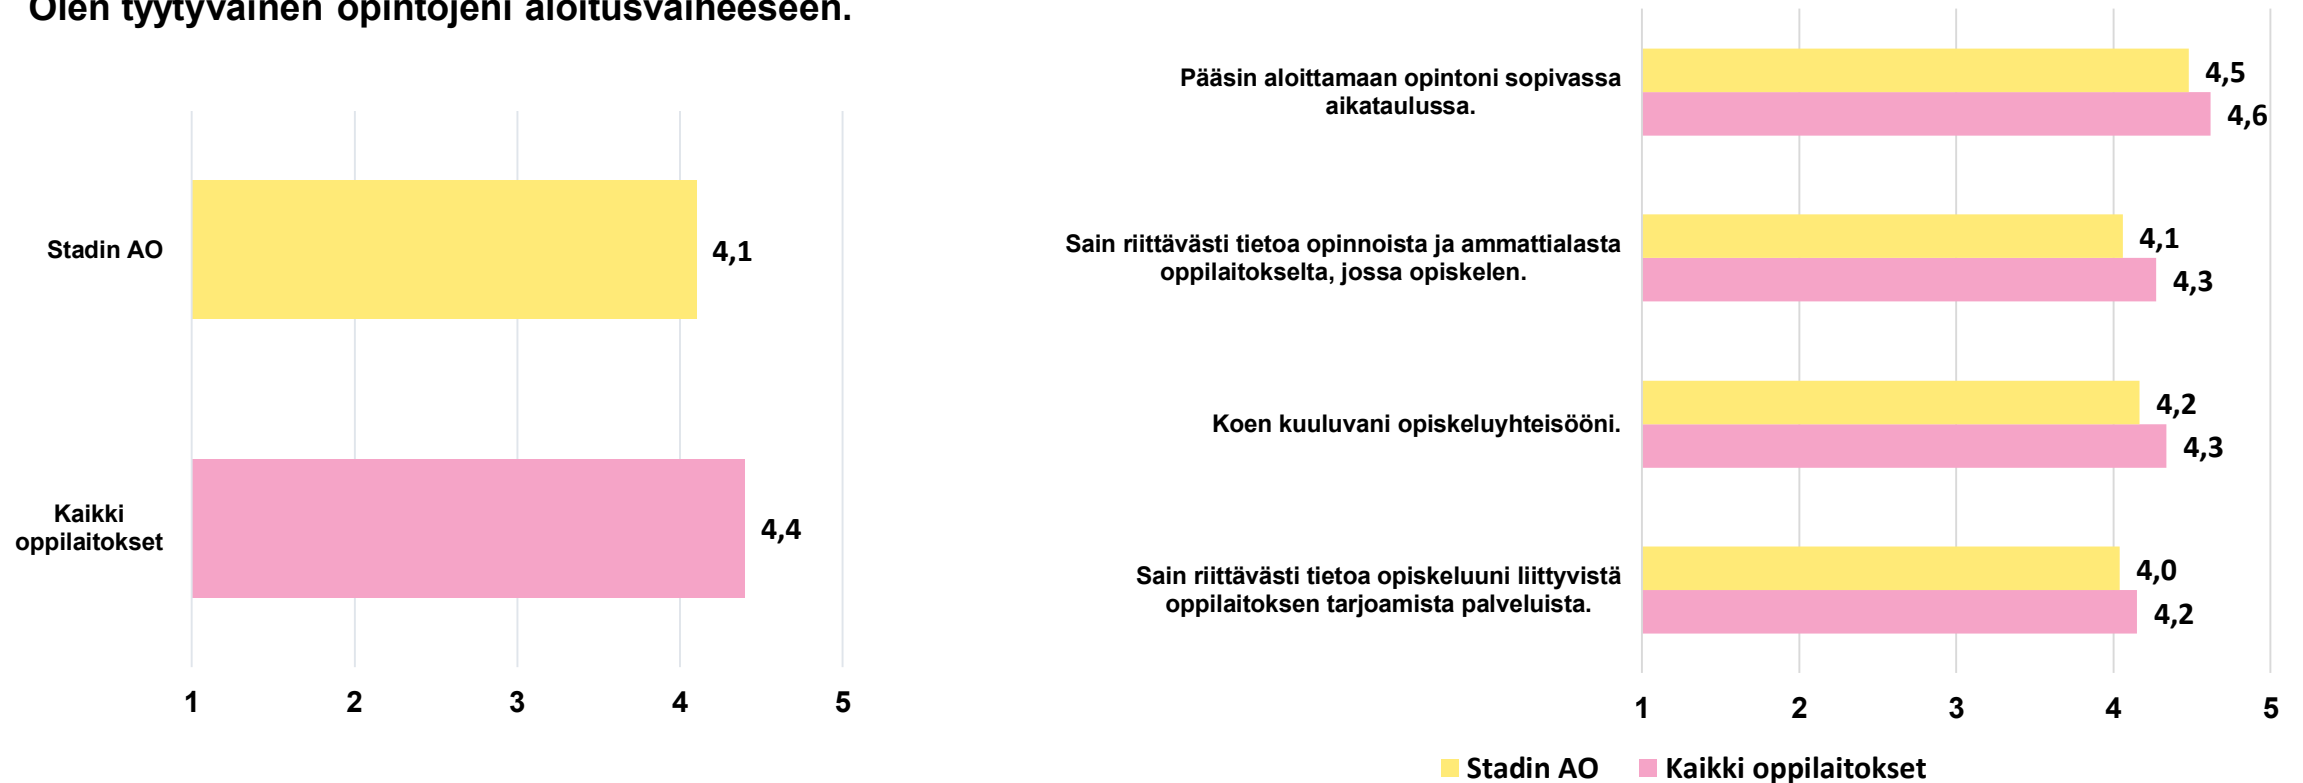 Olen tyytyväinen opintojeni aloitusvaiheeseen.
Stadin AO
4,1
Kaikki
oppilaitokset
4,4
1 2 3 4 5
Pääsin aloittamaan opintoni sopivassa
aikataulussa.
4,5
4,6
Sain riittävästi tietoa opinnoista ja ammattialasta
oppilaitokselta, jossa opiskelen.
4,1
4,3
Koen kuuluvani opiskeluyhteisööni.
4,2
4,3
Sain riittävästi tietoa opiskeluuni liittyvistä
oppilaitoksen tarjoamista palveluista.
4,0
4,2
1 2 3 4 5
Stadin AO Kaikki oppilaitokset